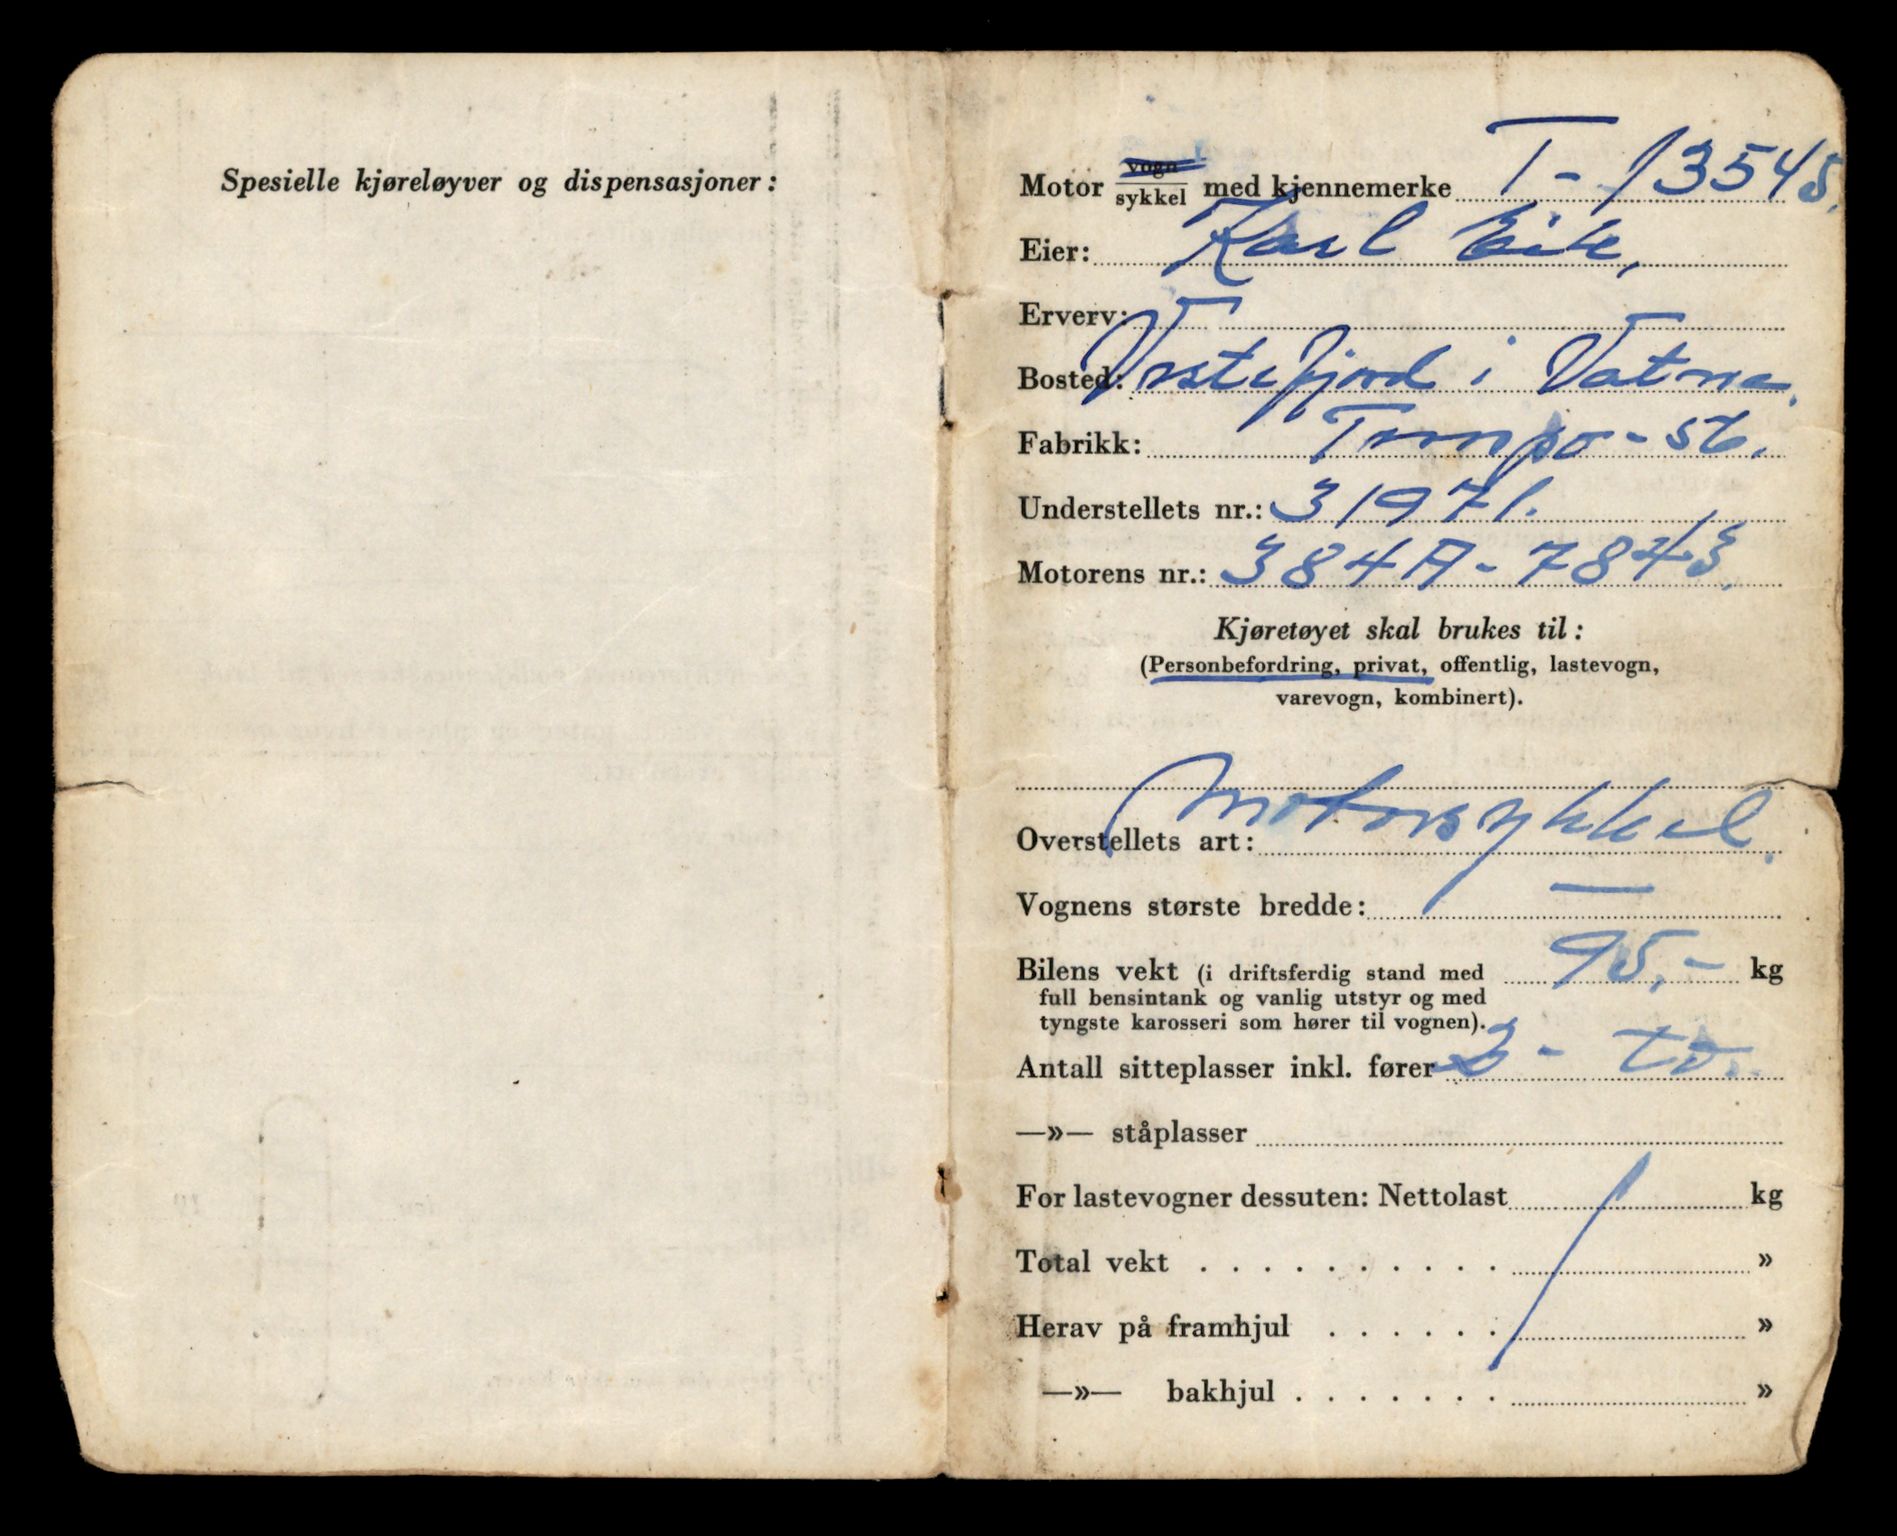 Spesielle kjøreløyver og dispensasjoner:
Motor vogn/sykkel med kjennemerke T-13545.
Eier: Karl Eik,
Erverv:
Bosted: Vestefjord i Vatne.
Fabrikk: Tempo-st.
Understellets nr.: 31971.
Motorens nr.: 384A-7843.
Kjøretøyet skal brukes til:
(Personbefordring, privat, offentlig, lastevogn,
varevogn, kombinert).
Overstellets art: Motorsykkel.
Vognens største bredde: —
Bilens vekt (i driftsferdig stand med 95.- kg
full bensintank og vanlig utstyr og med
tyngste karosseri som hører til vognen).
Antall sitteplasser inkl. fører 2 - to.
—»— ståplasser
For lastevogner dessuten: Nettolast kg
Total vekt . . . . . . . . . . »
Herav på framhjul . . . . . . »
—»— bakhjul . . . . . . . »